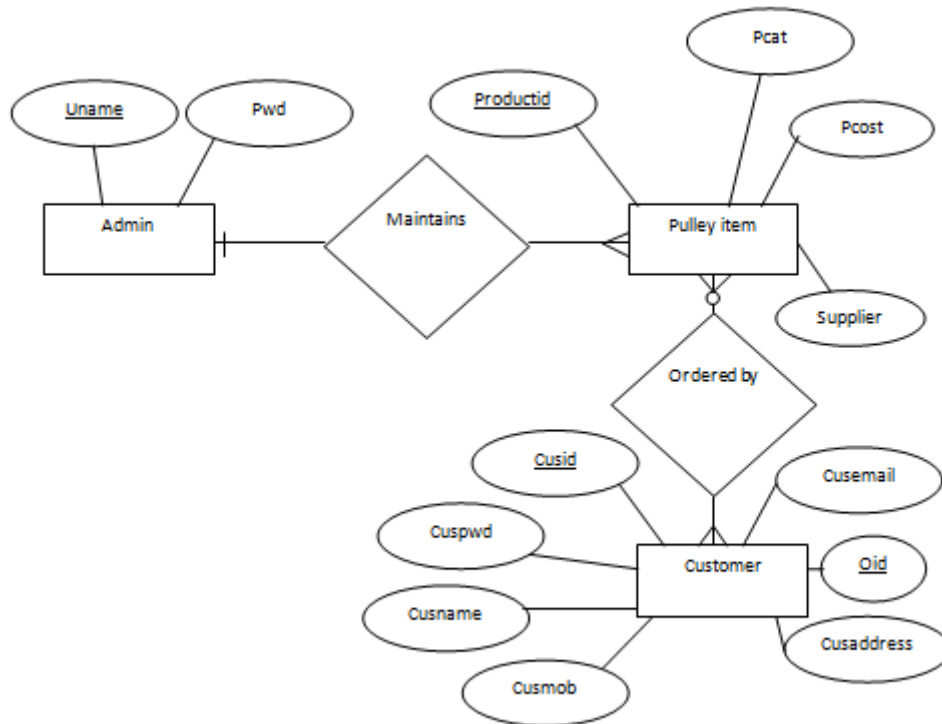 Pcat
Productid
Uname
Pwd
Pcost
Admin
Maintains
Pulley item
Supplier
Ordered by
Cusid
Cusemail
Cuspwd
Customer
Oid
Cusname
Cusaddress
Cusmob